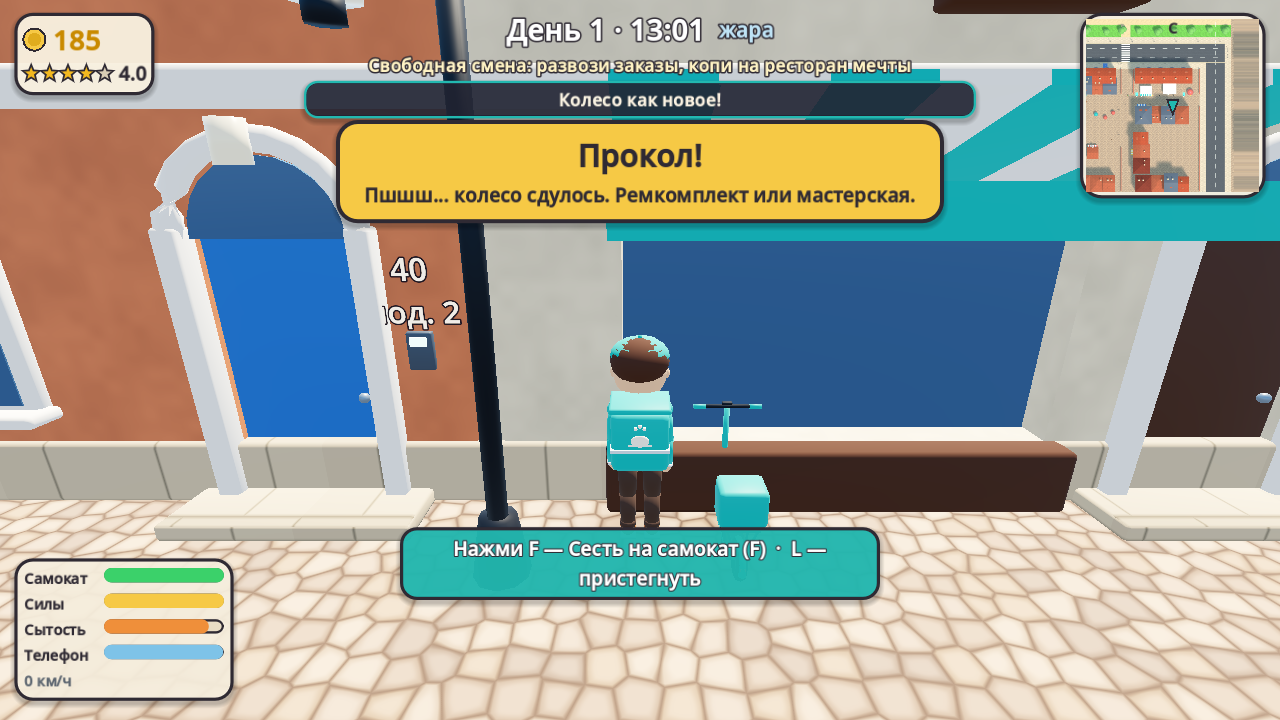 185
4.0
День 1 · 13:01 жара
Свободная смена: развози заказы, копи на ресторан мечты
Колесо как новое!
Прокол!
Пшшш... колесо сдулось. Ремкомплект или мастерская.
С
40
од. 2
Нажми F — Сесть на самокат (F) · L —
пристегнуть
Самокат
Силы
Сытость
Телефон
0 км/ч